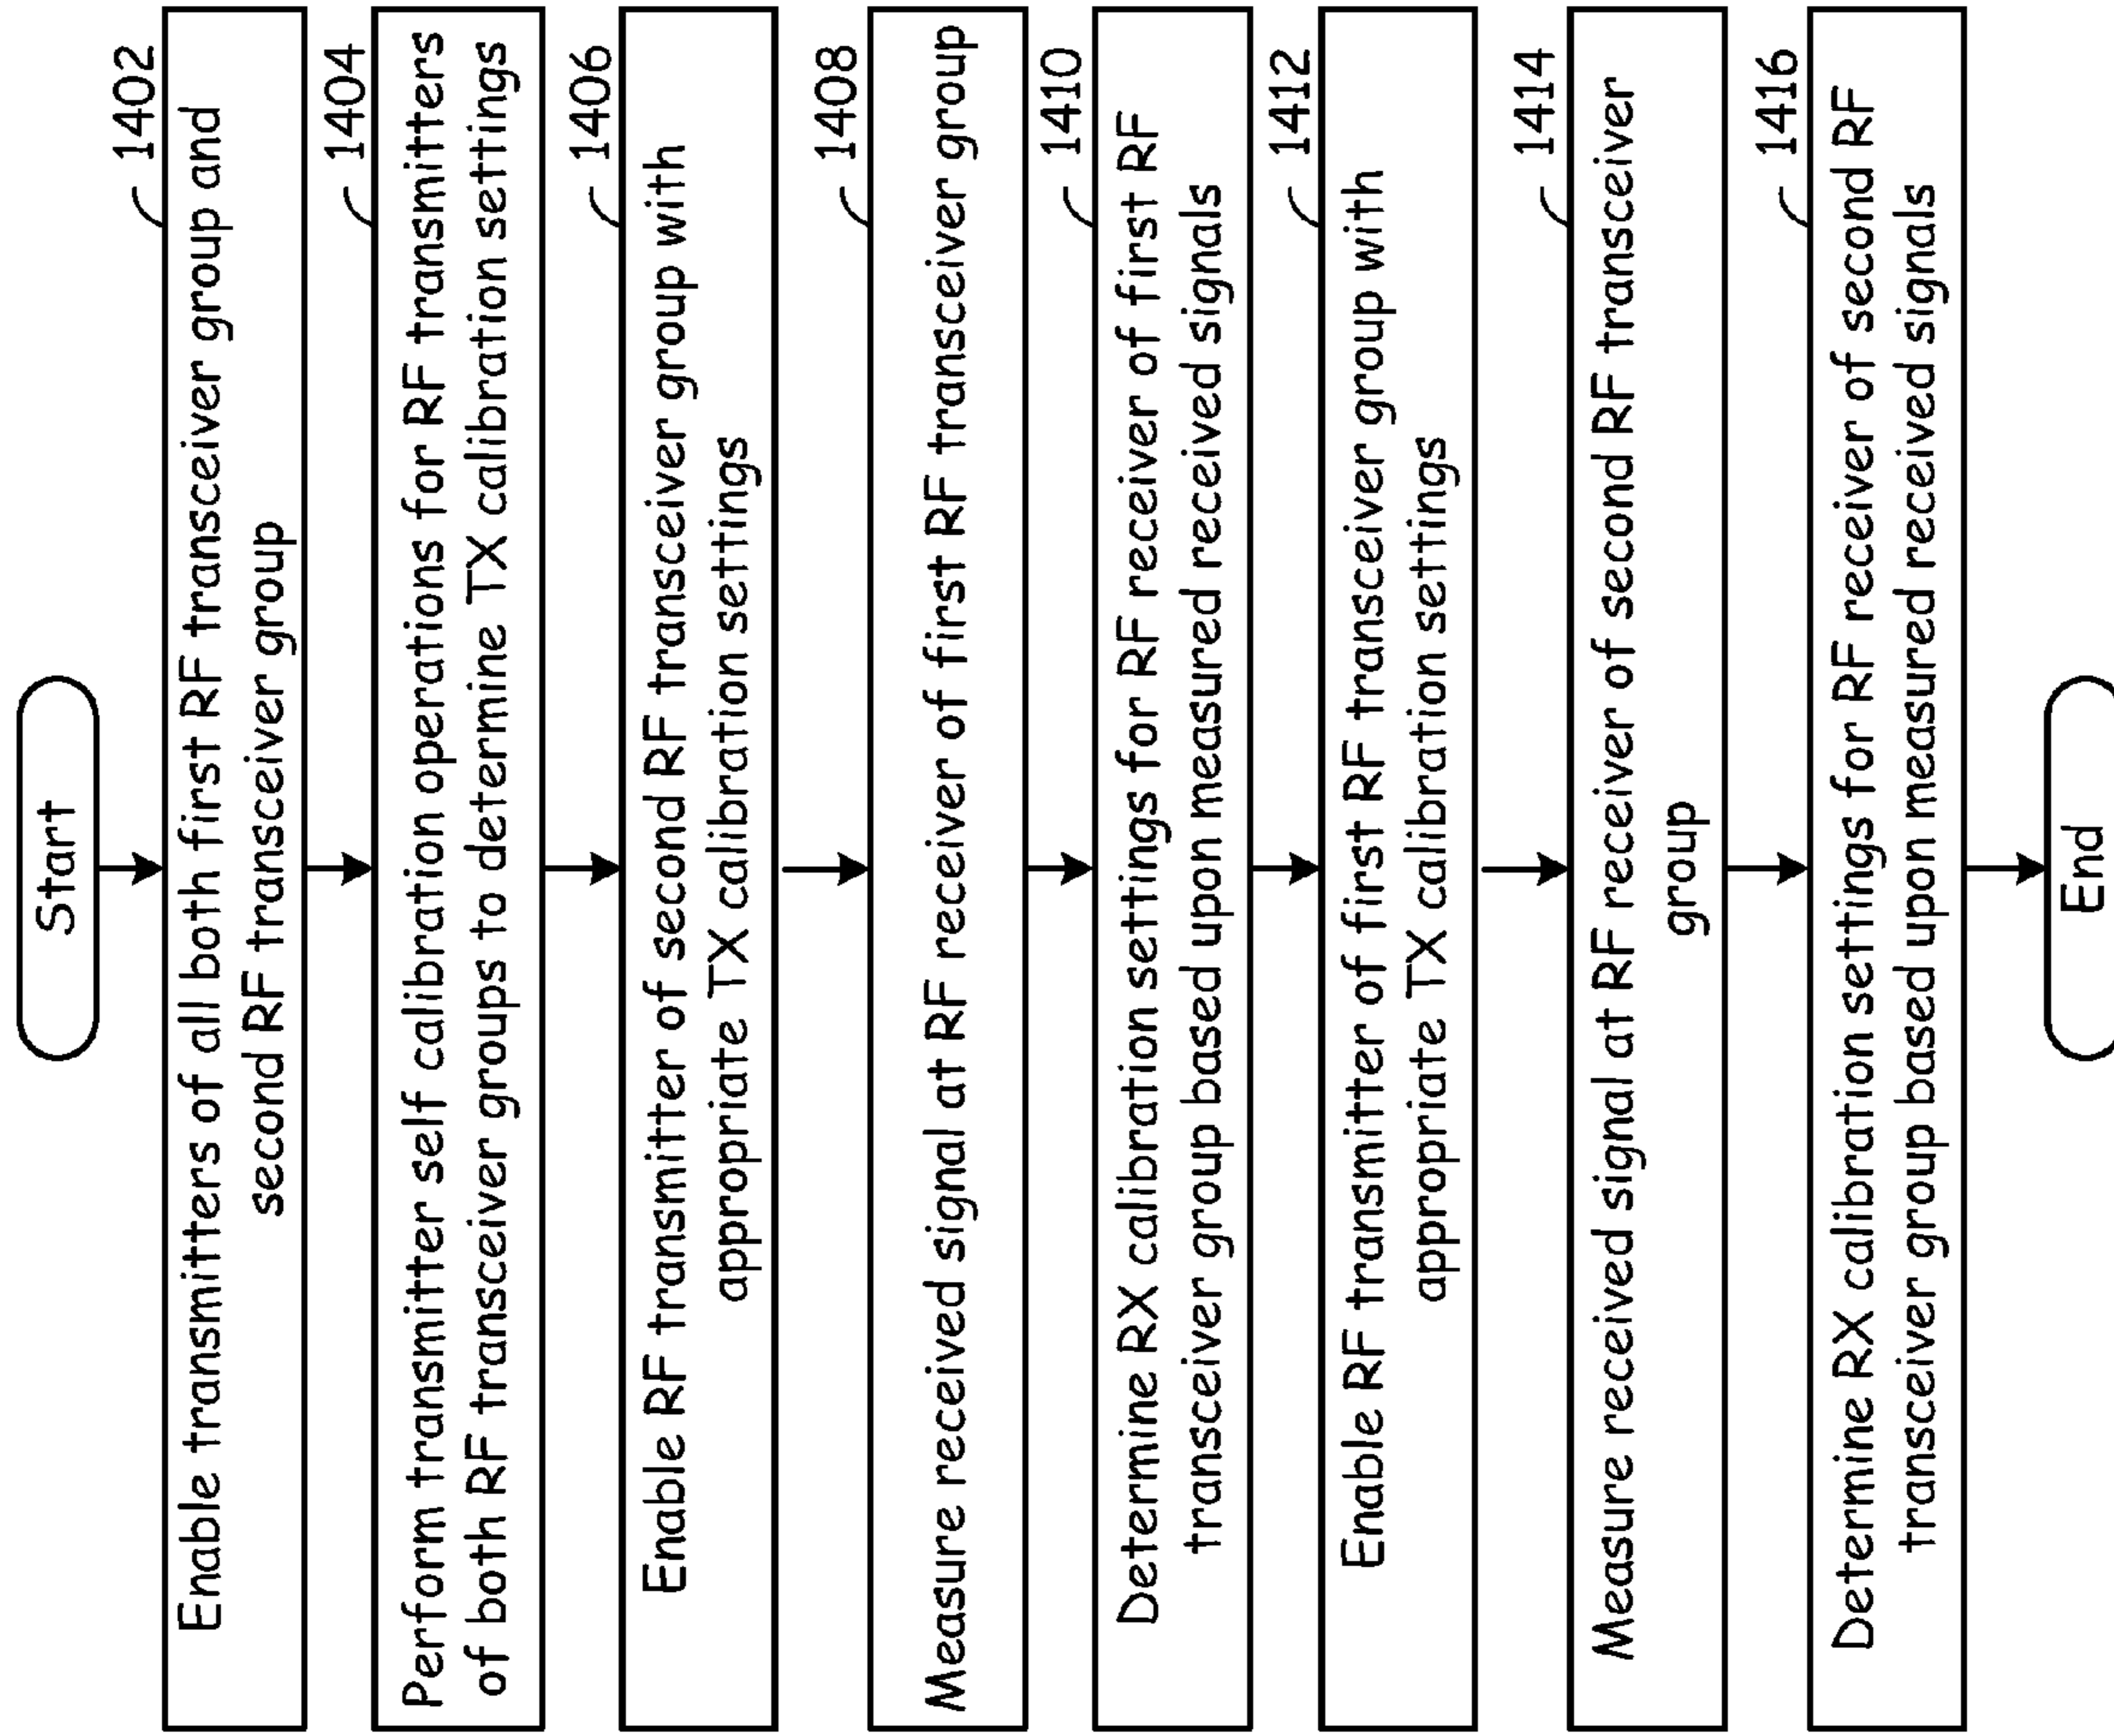 Start
1402
Enable transmitters of all both first RF transceiver group and
second RF transceiver group
1404
Perform transmitter self calibration operations for RF transmitters
of both RF transceiver groups to determine TX calibration settings
1406
Enable RF transmitter of second RF transceiver group with
appropriate TX calibration settings
1408
Measure received signal at RF receiver of first RF transceiver group
1410
Determine RX calibration settings for RF receiver of first RF
transceiver group based upon measured received signals
1412
Enable RF transmitter of first RF transceiver group with
appropriate TX calibration settings
1414
Measure received signal at RF receiver of second RF transceiver
group
1416
Determine RX calibration settings for RF receiver of second RF
transceiver group based upon measured received signals
End